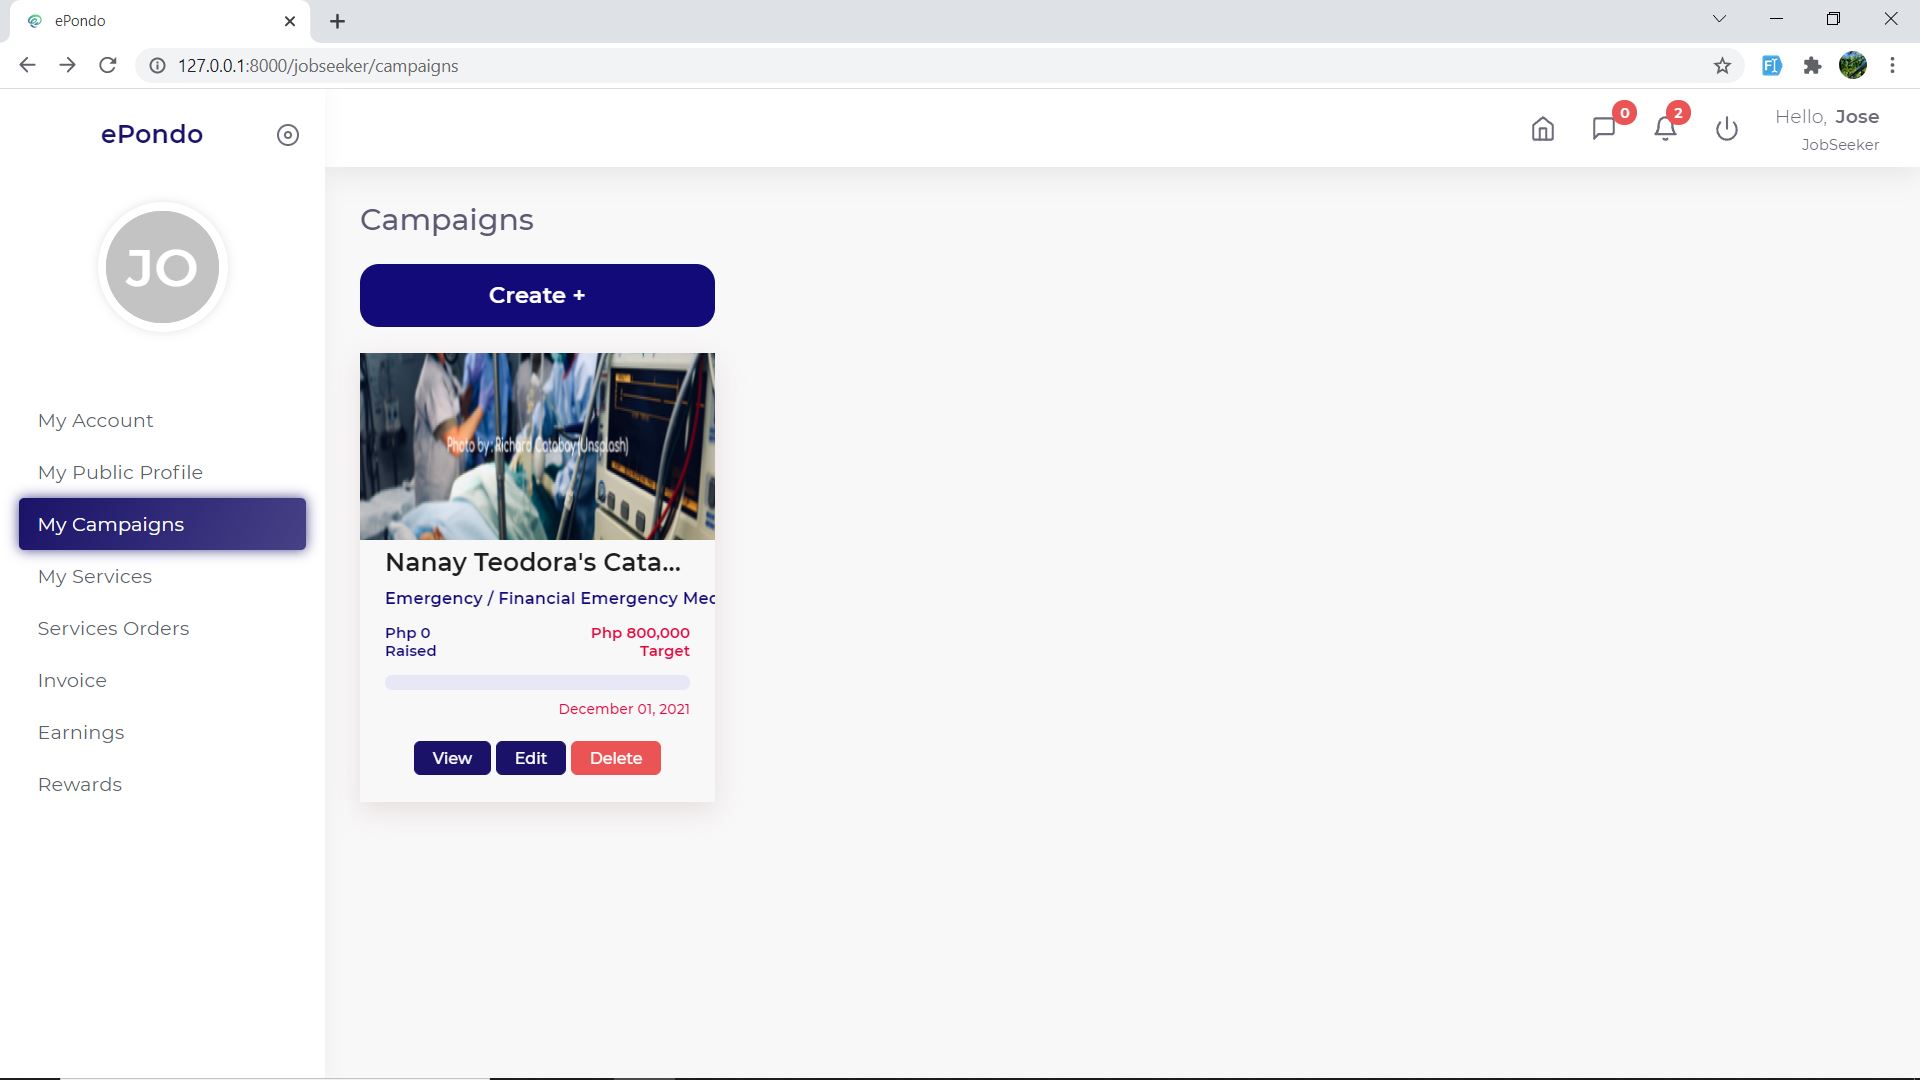 ePondo
127.0.0.1:8000/jobseeker/campaigns
ePondo
0
2
Hello, Jose
JobSeeker
JO
My Account
My Public Profile
My Campaigns
My Services
Services Orders
Invoice
Earnings
Rewards
Campaigns
Create +
Photo by: Richard Catabay(Unsplash)
Nanay Teodora's Cata...
Emergency / Financial Emergency Med
Php 0 Php 800,000
Raised Target
December 01, 2021
View Edit Delete